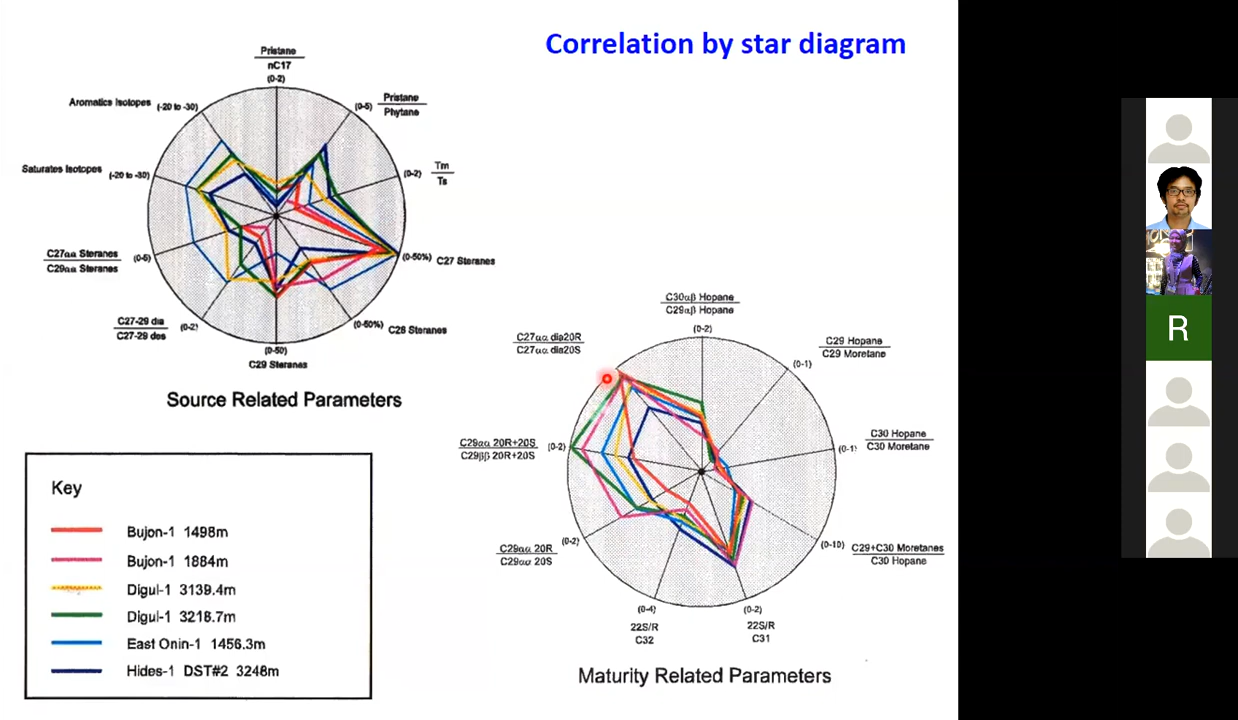 Correlation by star diagram
Pristane
nC17
(0-2)
Pristane
Phytane
(0-5)
Tm
Ts
(0-2)
C27 Steranes
(0-50%)
C28 Steranes
(0-50%)
(0-50)
C29 Steranes
C27-29 dia
C27-29 des
(0-2)
C27αα Steranes
C29αα Steranes
(0-5)
Saturates Isotopes
(-20 to -30)
Aromatics Isotopes
(-20 to -30)
Source Related Parameters
Key
Bujon-1 1498m
Bujon-1 1884m
Digul-1 3139.4m
Digul-1 3218.7m
East Onin-1 1456.3m
Hides-1 DST#2 3248m
C30αβ Hopane
C29αβ Hopane
(0-2)
C29 Hopane
C29 Moretane
(0-1)
C30 Hopane
C30 Moretane
(0-1)
C29+C30 Moretanes
C30 Hopane
(0-10)
(0-2)
22S/R
C31
(0-4)
22S/R
C32
C29αα 20R
C29αα 20S
(0-2)
C29αα 20R+20S
C29ββ 20R+20S
(0-2)
C27αα dia20R
C27αα dia20S
Maturity Related Parameters
R